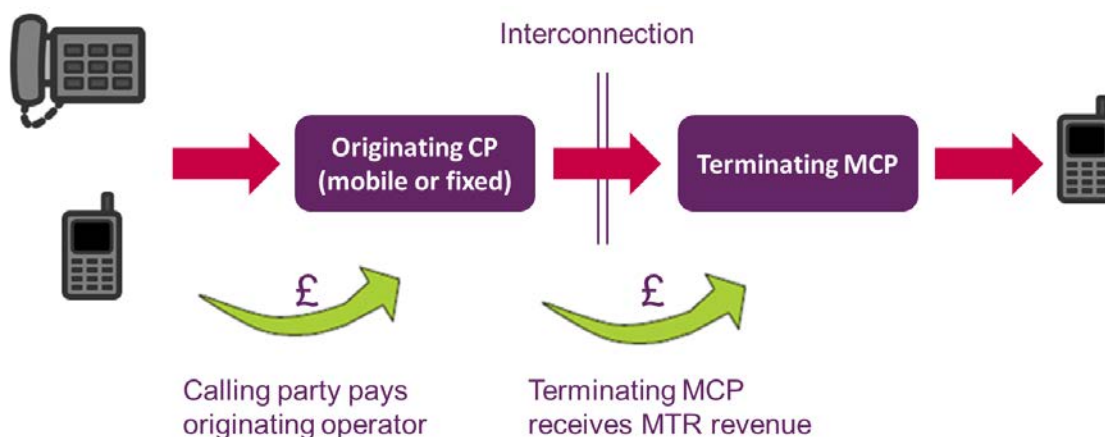 Interconnection
Originating CP
(mobile or fixed)
Terminating MCP
£
£
Calling party pays
originating operator
Terminating MCP
receives MTR revenue